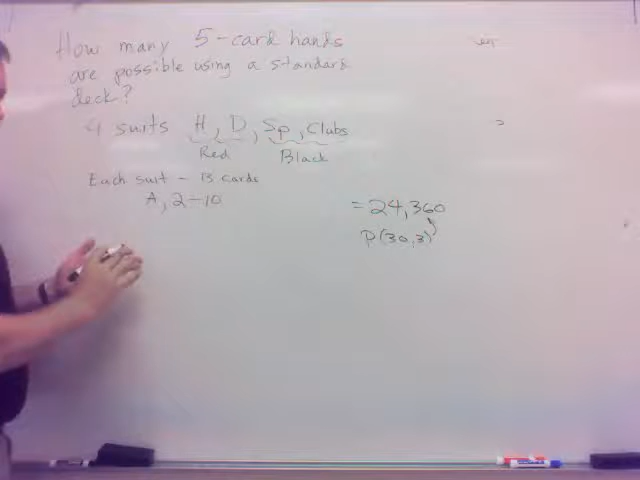 How many 5-card hands
are possible using a standard
deck?
4 suits H, D, Sp, Clubs
Red Black
Each suit - 13 cards
A, 2-10
= 24,360
P(30,3)